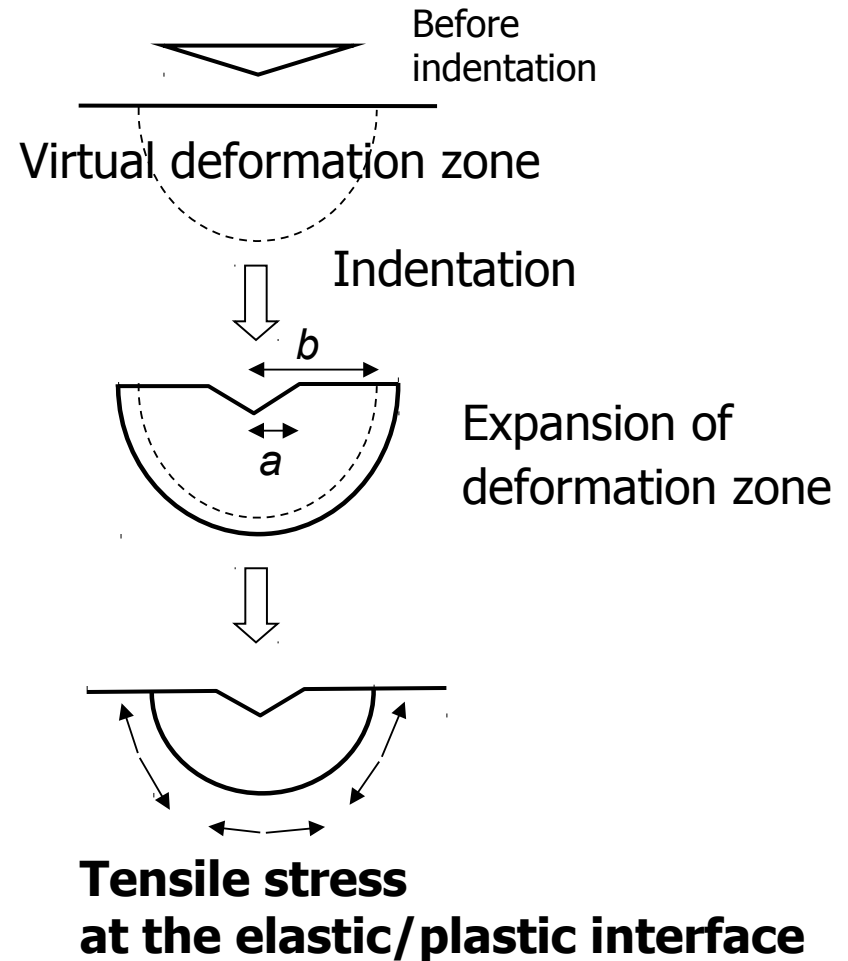 Before
indentation
Virtual deformation zone
Indentation
b
a
Expansion of
deformation zone
Tensile stress
at the elastic/plastic interface